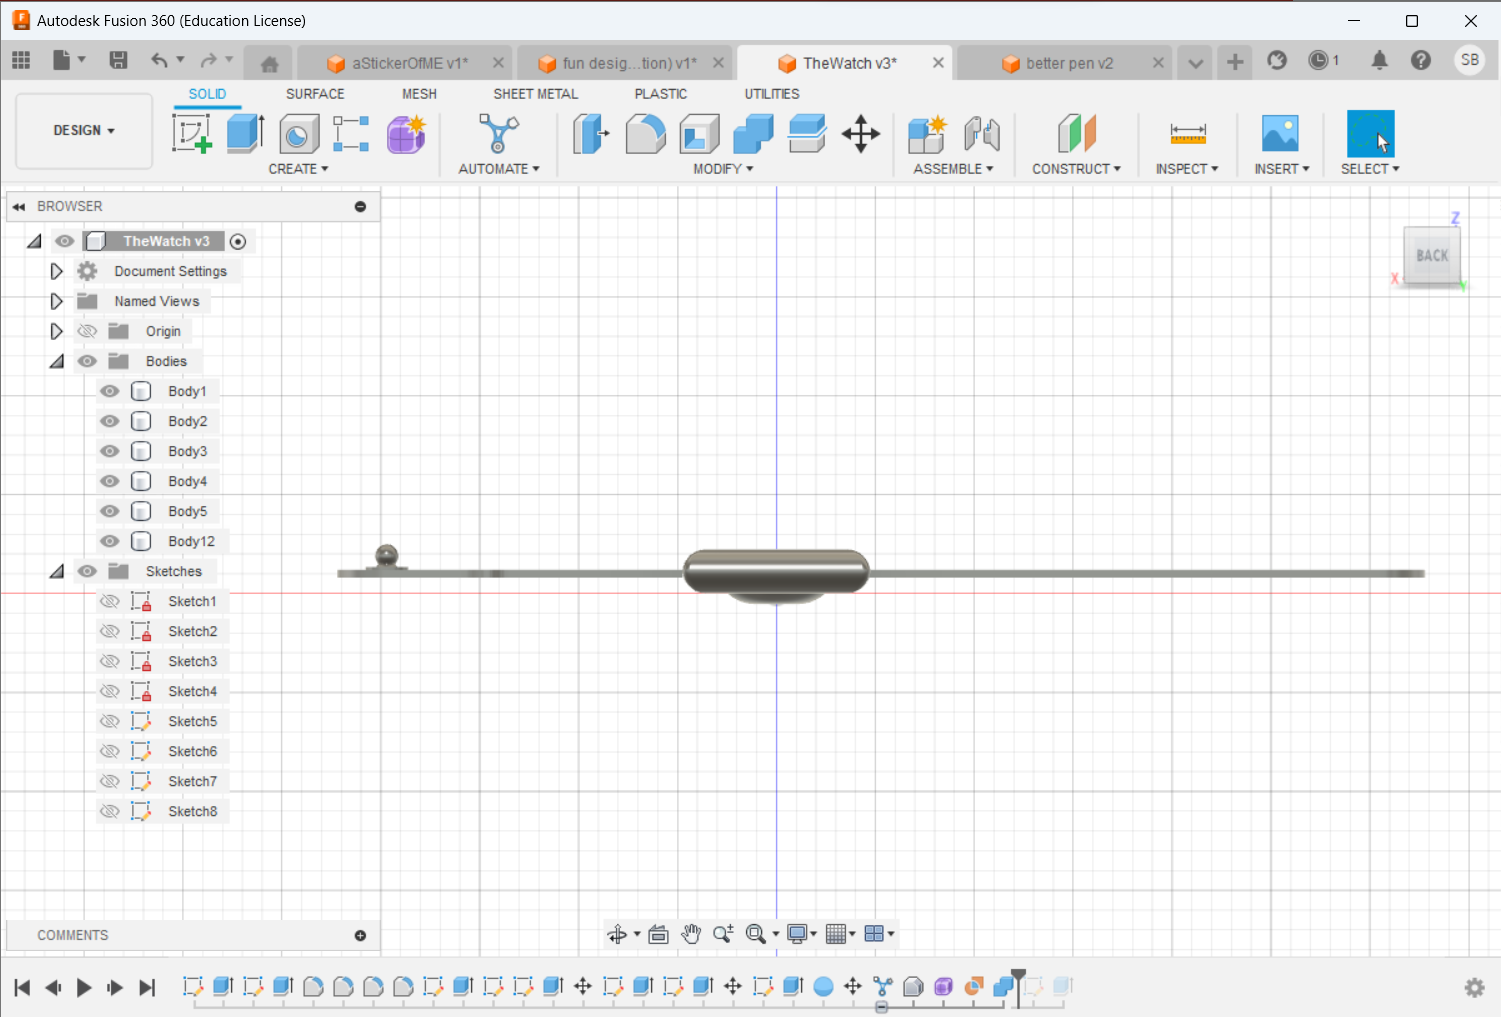 Autodesk Fusion 360 (Education License)
aStickerOfME v1*
fun desig...tion) v1*
TheWatch v3*
better pen v2
1
SB
DESIGN
SOLID
SURFACE
MESH
SHEET METAL
PLASTIC
UTILITIES
CREATE
AUTOMATE
MODIFY
ASSEMBLE
CONSTRUCT
INSPECT
INSERT
SELECT
BROWSER
TheWatch v3
Document Settings
Named Views
Origin
Bodies
Body1
Body2
Body3
Body4
Body5
Body12
Sketches
Sketch1
Sketch2
Sketch3
Sketch4
Sketch5
Sketch6
Sketch7
Sketch8
Z
BACK
X
Y
COMMENTS